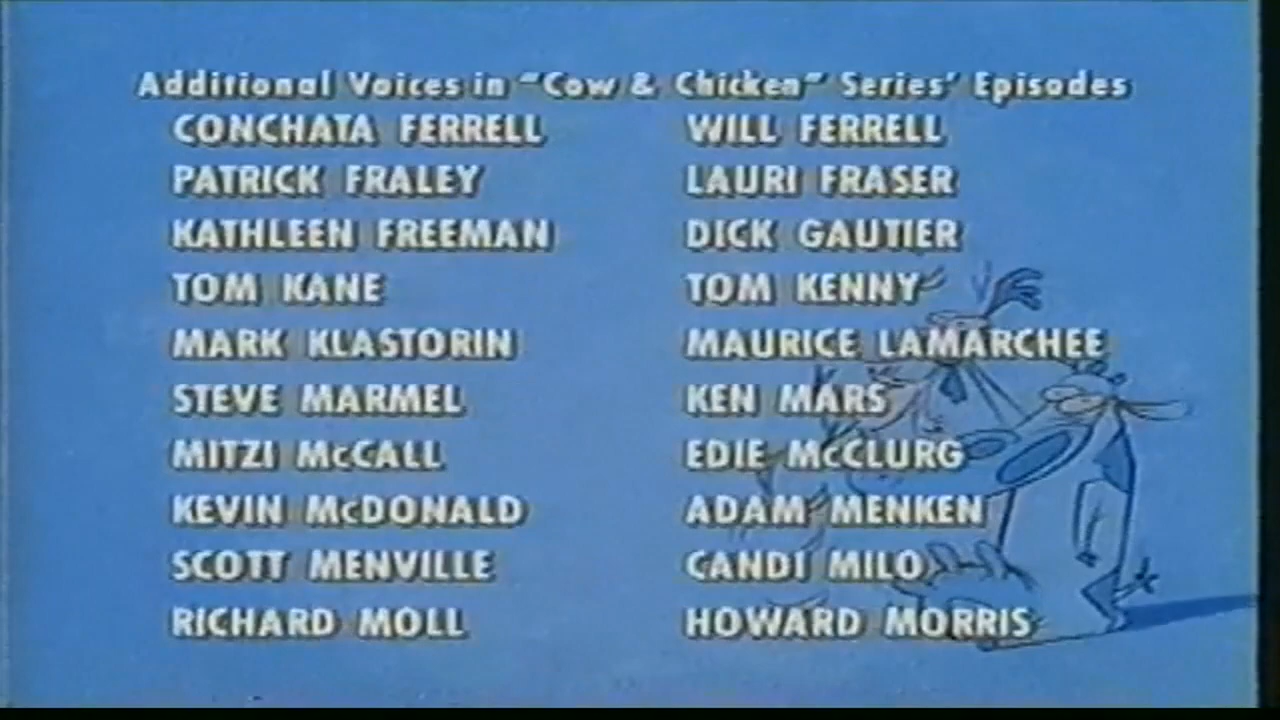 Additional Voices in "Cow & Chicken" Series' Episodes
CONCHATA FERRELL WILL FERRELL
PATRICK FRALEY LAURI FRASER
KATHLEEN FREEMAN DICK GAUTIER
TOM KANE TOM KENNY
MARK KLASTORIN MAURICE LAMARCHEE
STEVE MARMEL KEN MARS
MITZI McCALL EDIE McCLURG
KEVIN McDONALD ADAM MENKEN
SCOTT MENVILLE CANDI MILO
RICHARD MOLL HOWARD MORRIS